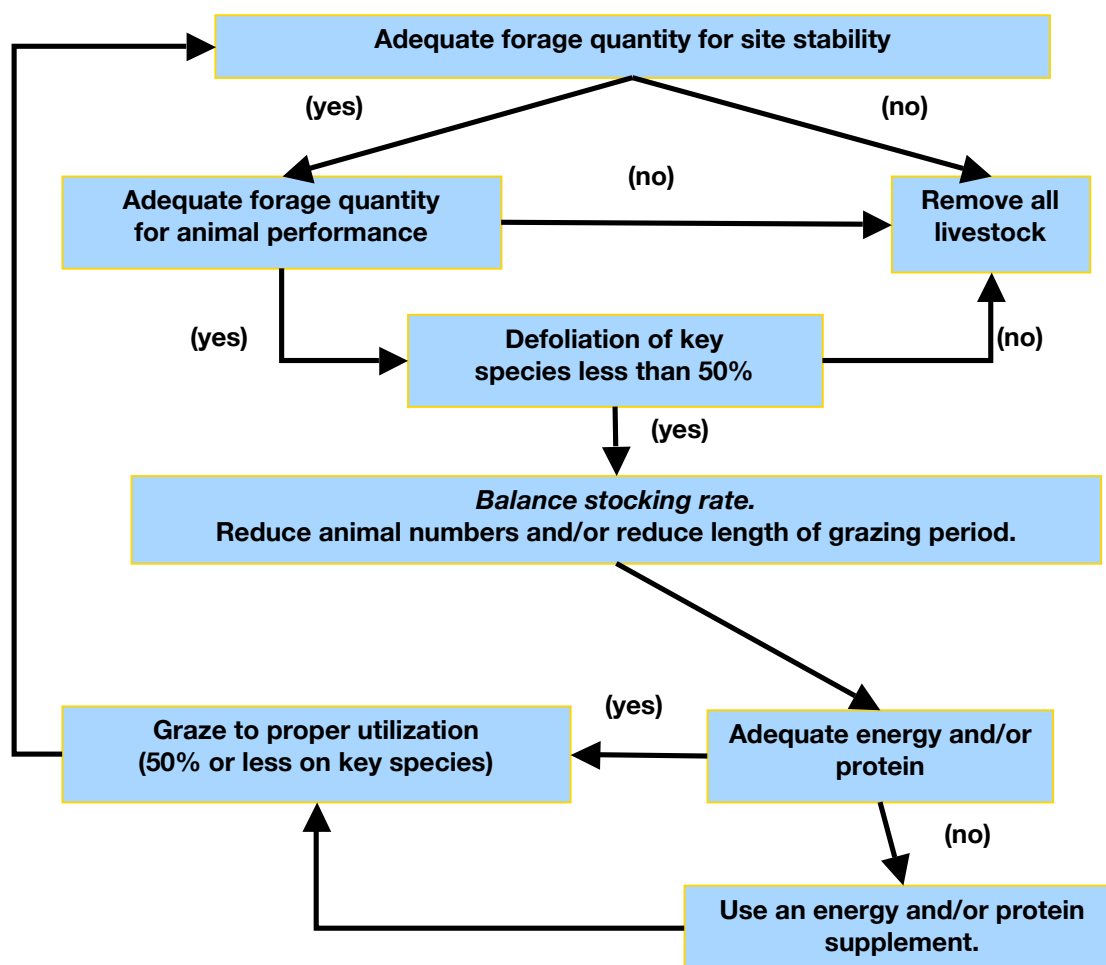 Adequate forage quantity for site stability
(yes)
(no)
Adequate forage quantity
for animal performance
(no)
Remove all
livestock
(yes)
Defoliation of key
species less than 50%
(no)
(yes)
Balance stocking rate.
Reduce animal numbers and/or reduce length of grazing period.
Graze to proper utilization
(50% or less on key species)
(yes)
Adequate energy and/or
protein
(no)
Use an energy and/or protein
supplement.